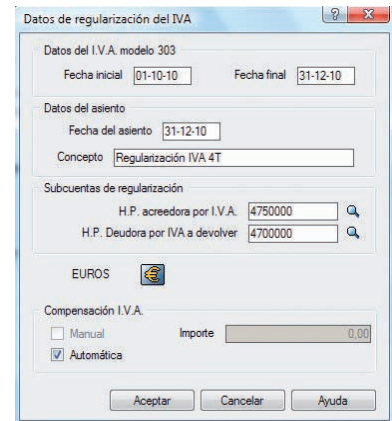 Datos de regularización del IVA
Datos del I.V.A. modelo 303
Fecha inicial 01-10-10 Fecha final 31-12-10
Datos del asiento
Fecha del asiento 31-12-10
Concepto Regularización IVA 4T
Subcuentas de regularización
H.P. acreedora por I.V.A. 4750000
H.P. Deudora por IVA a devolver 4700000
EUROS €
Compensación I.V.A.
Manual Importe 0,00
Automática
Aceptar Cancelar Ayuda